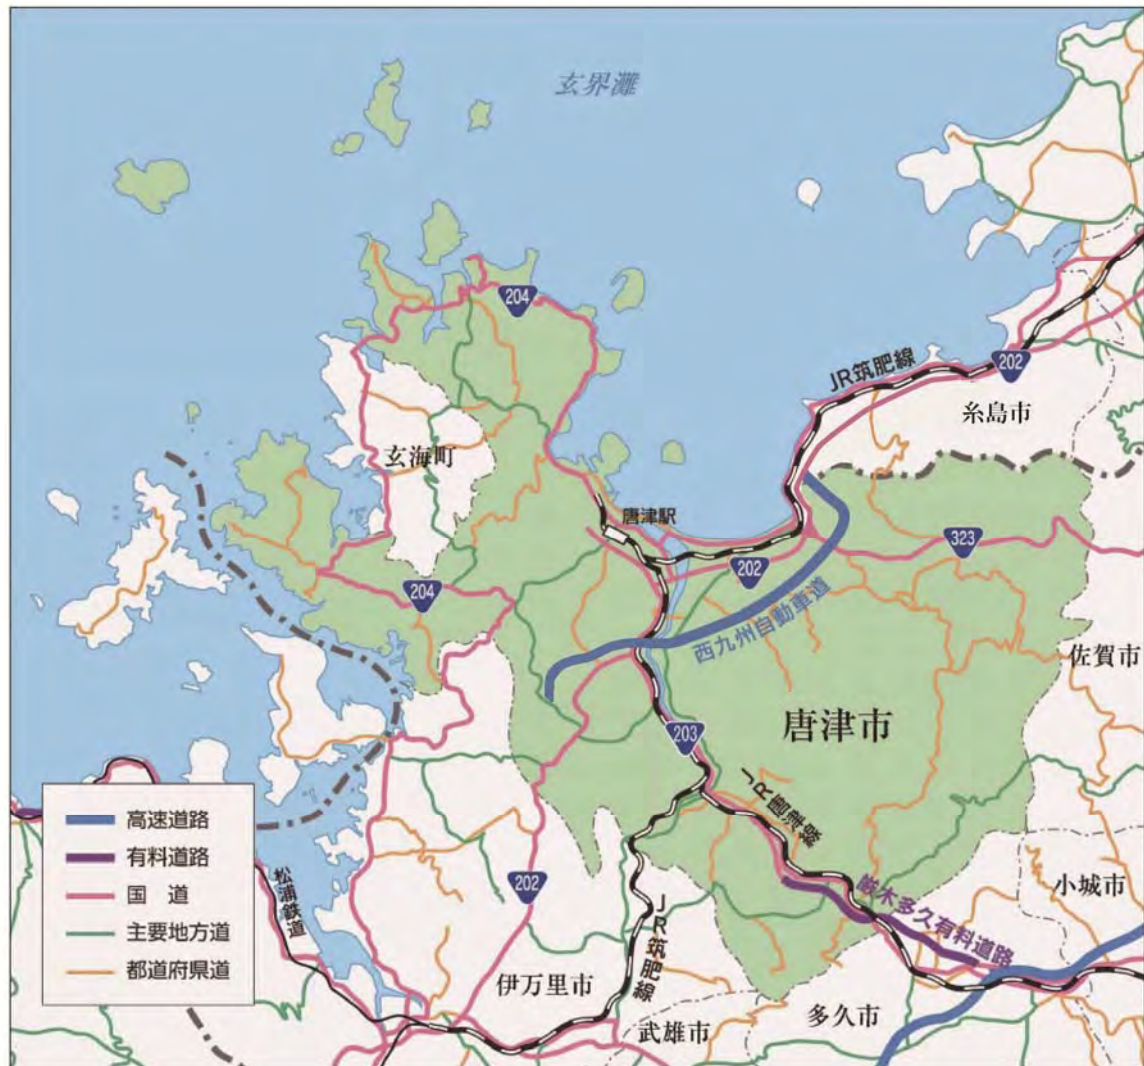 玄界灘
204
202
JR筑肥線
糸島市
玄海町
唐津駅
323
202
204
西九州自動車道
佐賀市
唐津市
203
JR唐津線
高速道路
有料道路
国道
主要地方道
都道府県道
松浦鉄道
202
JR筑肥線
厳木多久有料道路
小城市
伊万里市
武雄市
多久市